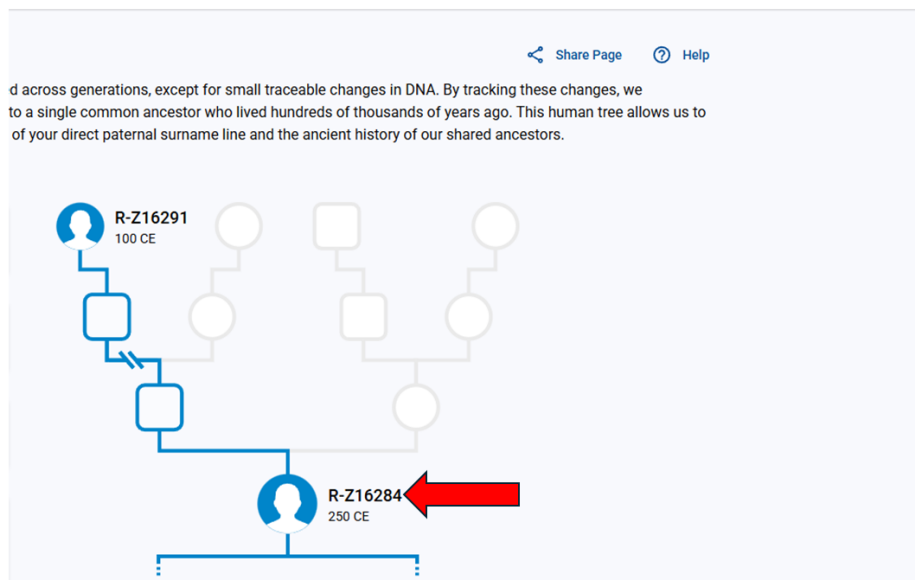 Share Page
Help
d across generations, except for small traceable changes in DNA. By tracking these changes, we
to a single common ancestor who lived hundreds of thousands of years ago. This human tree allows us to
of your direct paternal surname line and the ancient history of our shared ancestors.
R-Z16291
100 CE
R-Z16284
250 CE